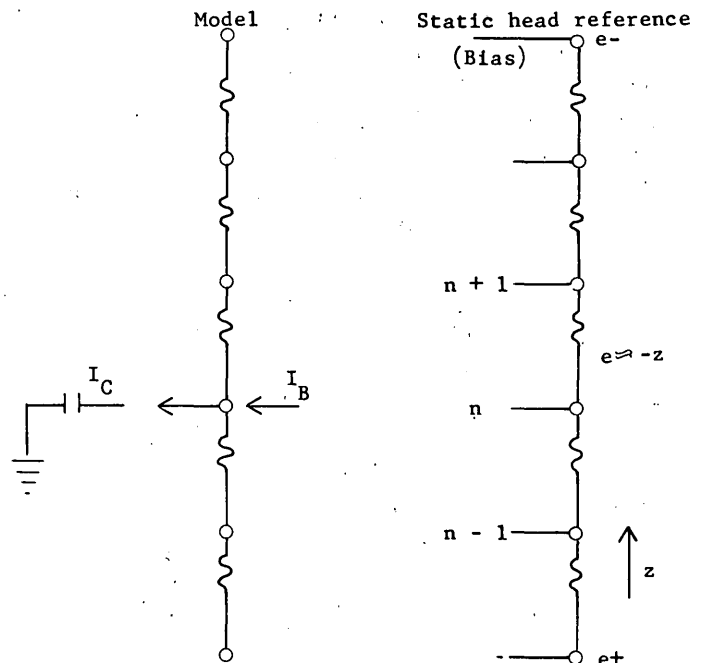 Model
Static head reference
(Bias)
e-
n + 1
e≈-z
I_C
I_B
n
n - 1
z
e+